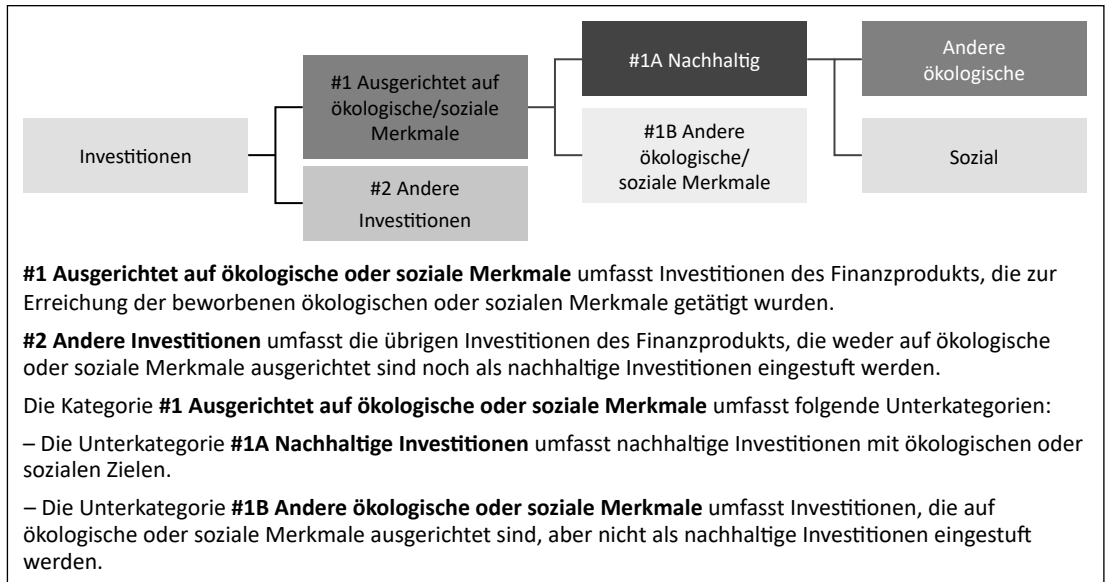 Investitionen
#1 Ausgerichtet auf
ökologische/soziale
Merkmale
#2 Andere
Investitionen
#1A Nachhaltig
#1B Andere
ökologische/
soziale Merkmale
Andere
ökologische
Sozial
#1 Ausgerichtet auf ökologische oder soziale Merkmale umfasst Investitionen des Finanzprodukts, die zur
Erreichung der beworbenen ökologischen oder sozialen Merkmale getätigt wurden.
#2 Andere Investitionen umfasst die übrigen Investitionen des Finanzprodukts, die weder auf ökologische
oder soziale Merkmale ausgerichtet sind noch als nachhaltige Investitionen eingestuft werden.
Die Kategorie #1 Ausgerichtet auf ökologische oder soziale Merkmale umfasst folgende Unterkategorien:
– Die Unterkategorie #1A Nachhaltige Investitionen umfasst nachhaltige Investitionen mit ökologischen oder
sozialen Zielen.
– Die Unterkategorie #1B Andere ökologische oder soziale Merkmale umfasst Investitionen, die auf
ökologische oder soziale Merkmale ausgerichtet sind, aber nicht als nachhaltige Investitionen eingestuft
werden.